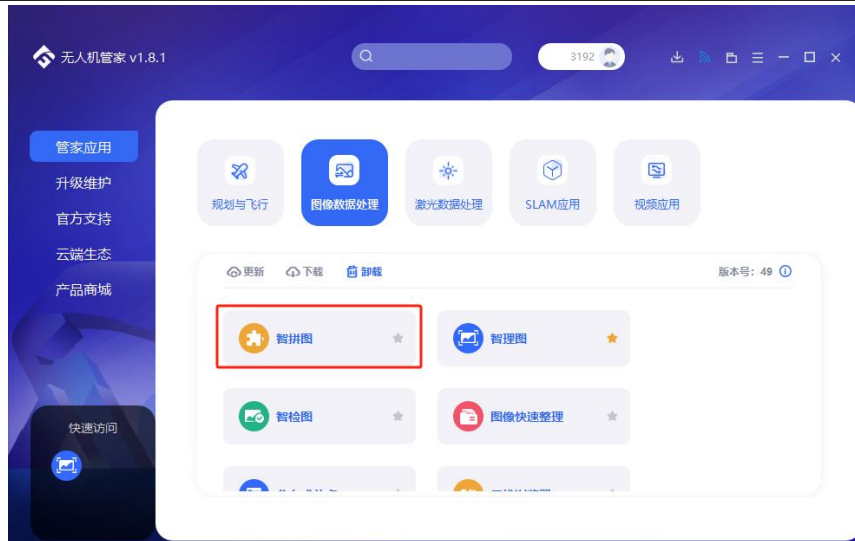 无人机管家 v1.8.1
3192
管家应用
升级维护
官方支持
云端生态
产品商城
快速访问
规划与飞行
图像数据处理
激光数据处理
SLAM应用
视频应用
更新 下载 卸载
版本号：49
智拼图
智理图
智检图
图像快速整理